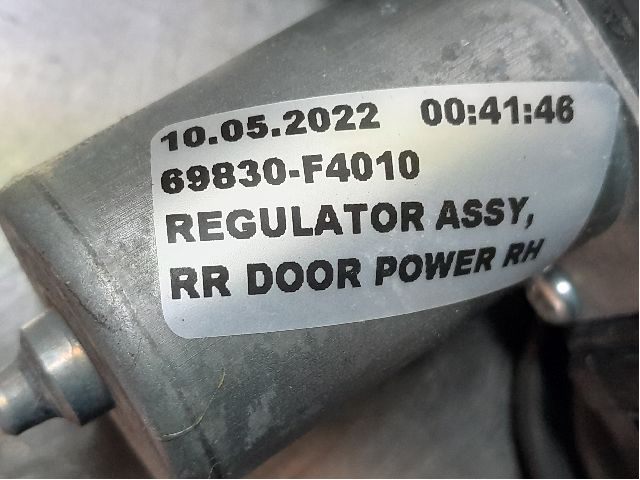 10.05.2022 00:41:46
69830-F4010
REGULATOR ASSY,
RR DOOR POWER RH